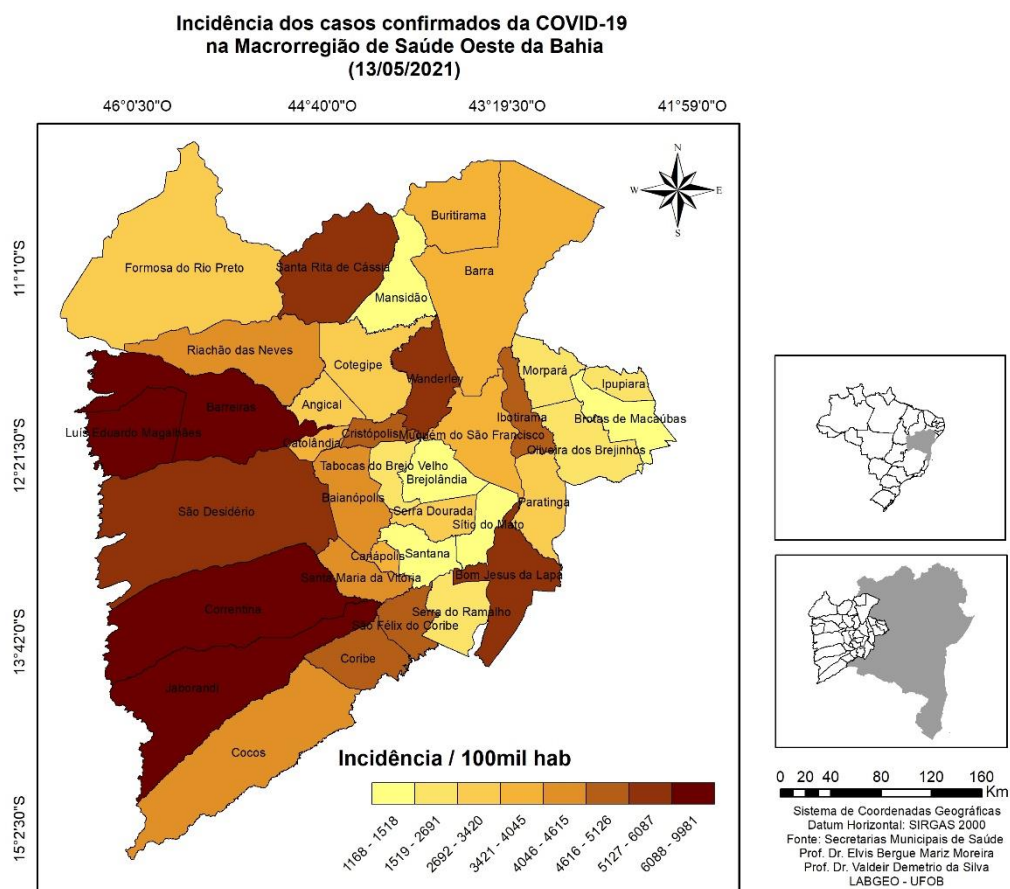 Incidência dos casos confirmados da COVID-19
na Macrorregião de Saúde Oeste da Bahia
(13/05/2021)
46°0'30"O 44°40'0"O 43°19'30"O 41°59'0"O
11°1'0"S
12°21'30"S
13°42'0"S
15°2'30"S
N
W E
S
Buritirama
Formosa do Rio Preto
Santa Rita de Cássia
Barra
Mansidão
Riachão das Neves
Cotegipe
Wanderley
Morpará
Ipupiara
Angical
Barreiras
Ibotirama
Brotas de Macaúbas
Luís Eduardo Magalhães
Catolândia
Cristópolis
Muquém do São Francisco
Oliveira dos Brejinhos
Tabocas do Brejo Velho
Brejolândia
Baianópolis
Paratinga
São Desidério
Serra Dourada
Sítio do Mato
Canápolis
Santana
Santa Maria da Vitória
Bom Jesus da Lapa
Correntina
Serra do Ramalho
São Félix do Coribe
Coribe
Jaborandi
Cocos
Incidência / 100mil hab
1168 - 1518
1519 - 2691
2692 - 3420
3421 - 4045
4046 - 4615
4616 - 5126
5127 - 6087
6088 - 9981
0 20 40 80 120 160
Km
Sistema de Coordenadas Geográficas
Datum Horizontal: SIRGAS 2000
Fonte: Secretarias Municipais de Saúde
Prof. Dr. Elvis Bergue Mariz Moreira
Prof. Dr. Valdeir Demetrio da Silva
LABGEO - UFOB